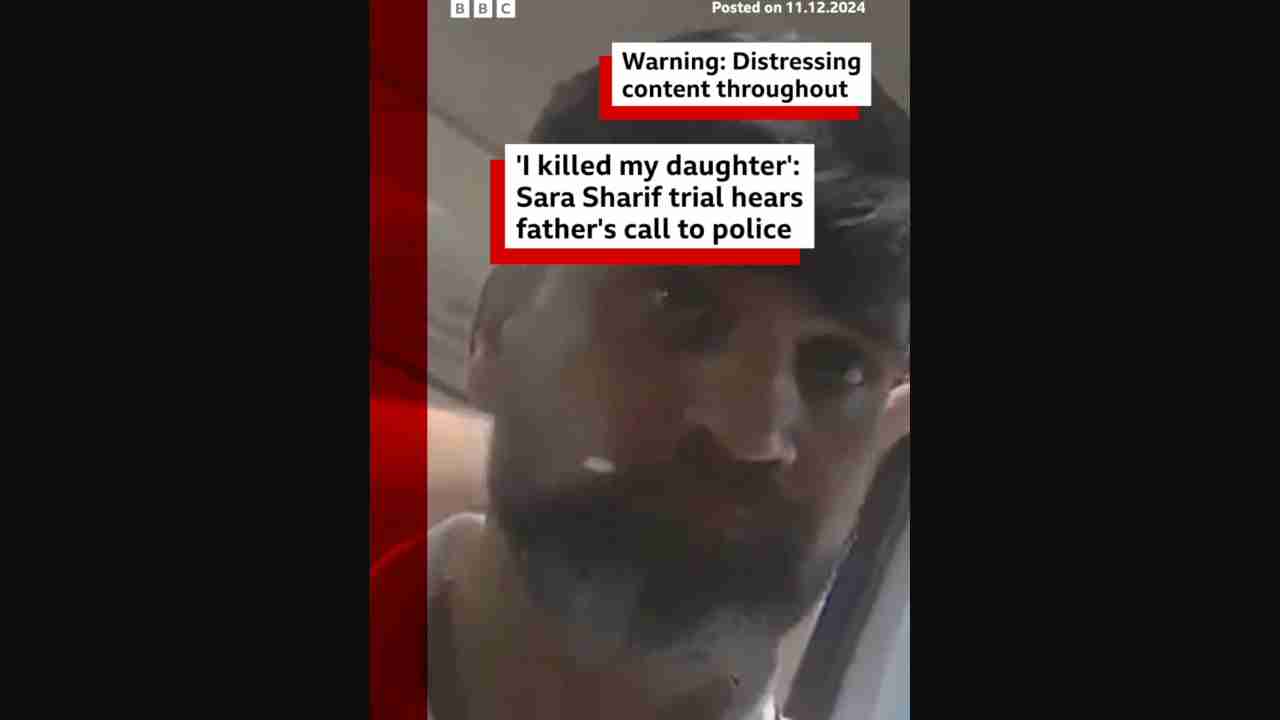 BBC
Posted on 11.12.2024
Warning: Distressing
content throughout
'I killed my daughter':
Sara Sharif trial hears
father's call to police